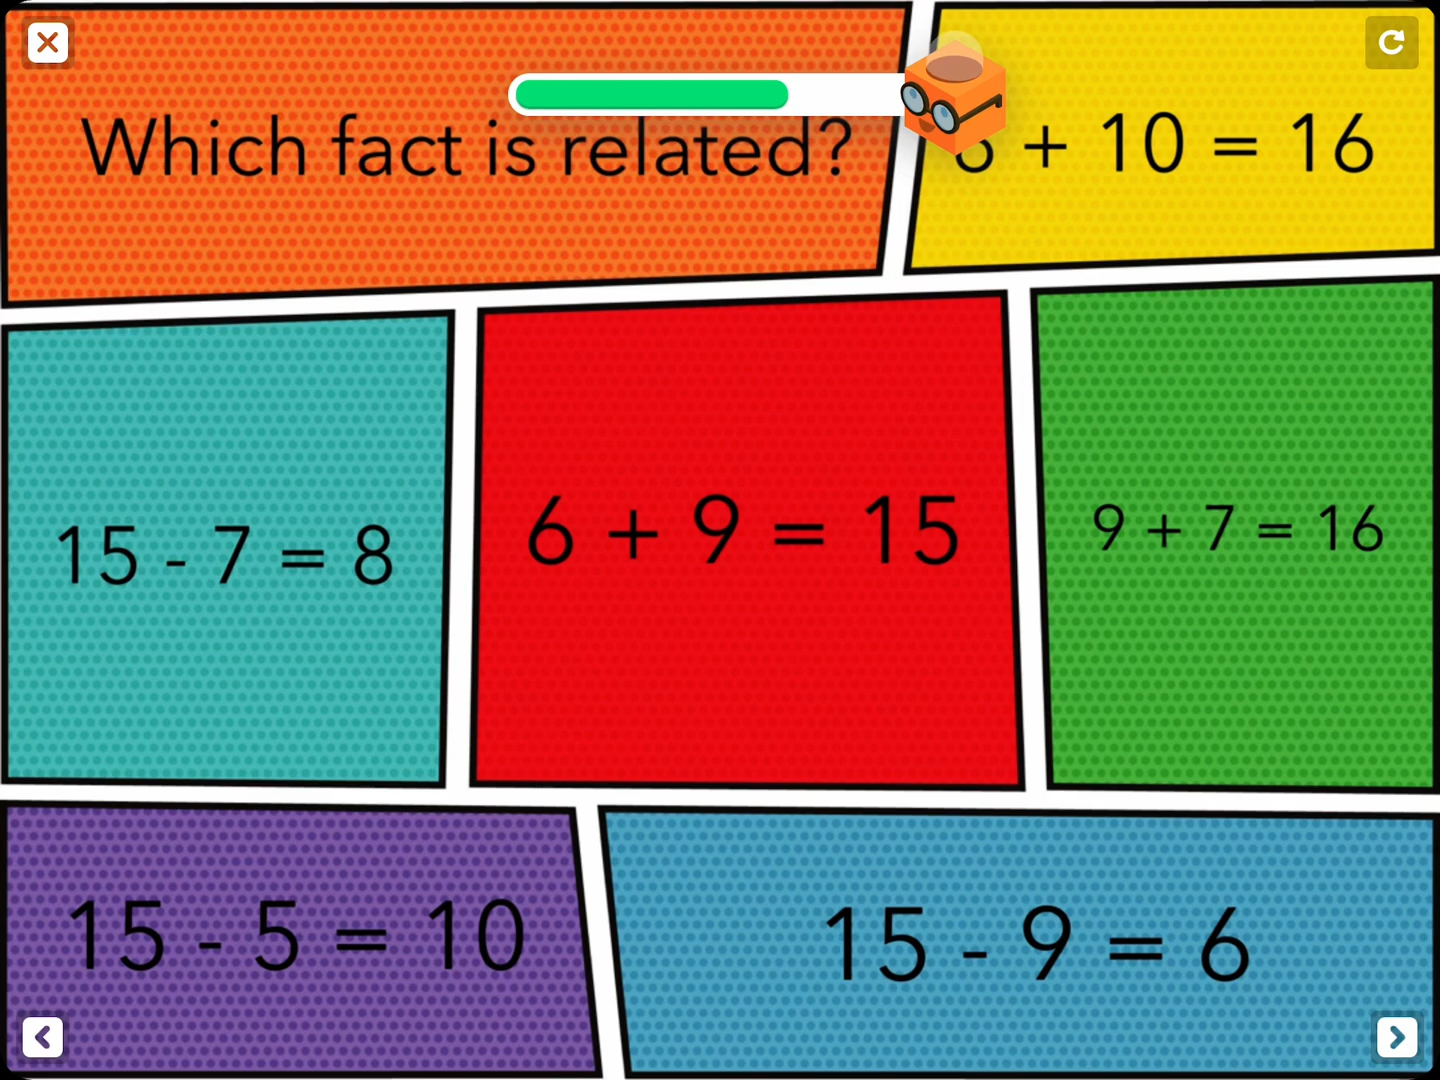 Which fact is related?
6 + 10 = 16
15 - 7 = 8
6 + 9 = 15
9 + 7 = 16
15 - 5 = 10
15 - 9 = 6